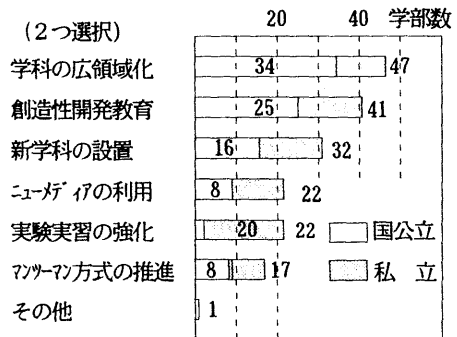 20 40 学部数
(2つ選択)
学科の広領域化 34 47
創造性開発教育 25 41
新学科の設置 16 32
ニューメディアの利用 8 22
実験実習の強化 20 22 国公立
マンツーマン方式の推進 8 17 私 立
その他 1